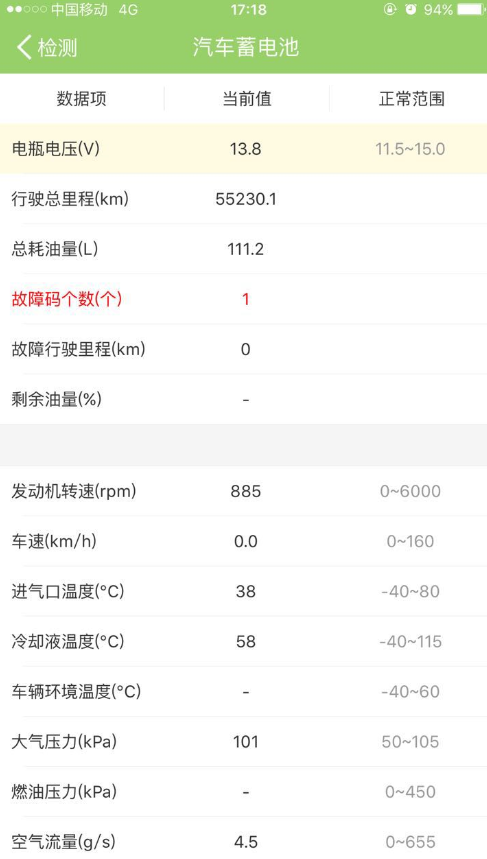 中国移动 4G 17:18 94%
检测 汽车蓄电池
数据项 当前值 正常范围
电瓶电压(V) 13.8 11.5~15.0
行驶总里程(km) 55230.1
总耗油量(L) 111.2
故障码个数(个) 1
故障行驶里程(km) 0
剩余油量(%) -
发动机转速(rpm) 885 0~6000
车速(km/h) 0.0 0~160
进气口温度(°C) 38 -40~80
冷却液温度(°C) 58 -40~115
车辆环境温度(°C) - -40~60
大气压力(kPa) 101 50~105
燃油压力(kPa) - 0~450
空气流量(g/s) 4.5 0~655